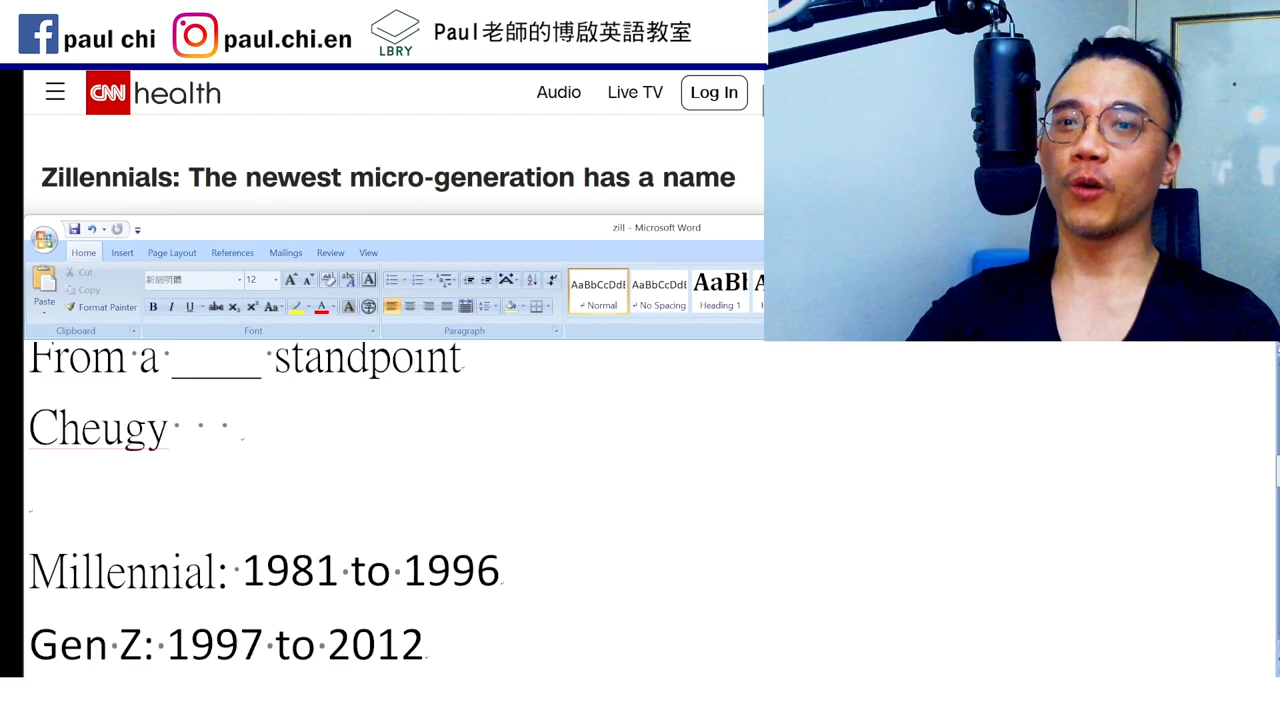 paul chi
paul.chi.en
LBRY
Paul老師的博啟英語教室
CNN health
Audio
Live TV
Log In
Zillennials: The newest micro-generation has a name
zill - Microsoft Word
Home
Insert
Page Layout
References
Mailings
Review
View
Paste
Cut
Copy
Format Painter
新細明體
12
AaBbCcDdE
AaBbCcDdE
AaBb
Normal
No Spacing
Heading 1
Clipboard
Font
Paragraph
From a _____ standpoint
Cheugy
Millennial: 1981 to 1996
Gen Z: 1997 to 2012